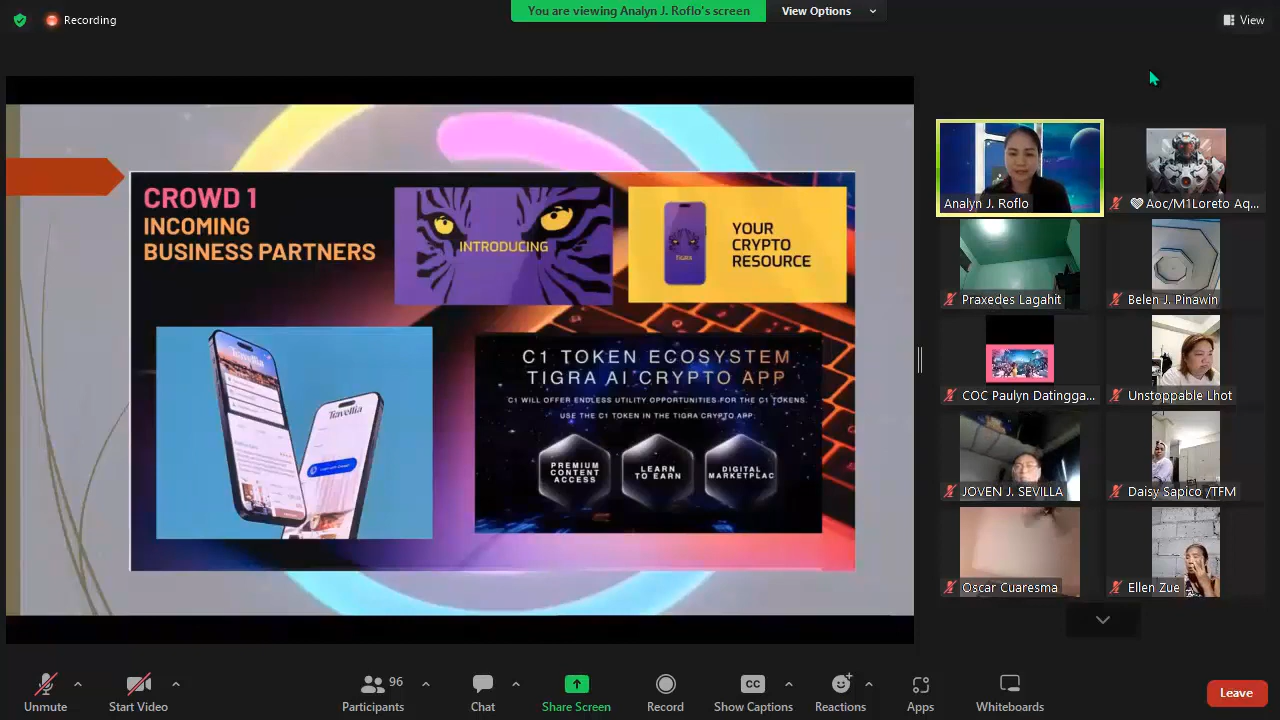 Recording
You are viewing Analyn J. Roflo's screen
View Options
View
CROWD 1
INCOMING
BUSINESS PARTNERS
INTRODUCING
Tigra
YOUR
CRYPTO
RESOURCE
Travellia
Travellia
C1 TOKEN ECOSYSTEM
TIGRA AI CRYPTO APP
C1 WILL OFFER ENDLESS UTILITY OPPORTUNITIES FOR THE C1 TOKENS.
USE THE C1 TOKEN IN THE TIGRA CRYPTO APP:
PREMIUM
CONTENT
ACCESS
LEARN
TO EARN
DIGITAL
MARKETPLAC
Analyn J. Roflo
Aoc/M1Loreto Aq...
Praxedes Lagahit
Belen J. Pinawin
COC Paulyn Datingga...
Unstoppable Lhot
JOVEN J. SEVILLA
Daisy Sapico /TFM
Oscar Cuaresma
Ellen Zue
Unmute
Start Video
96
Participants
Chat
Share Screen
Record
CC
Show Captions
Reactions
Apps
Whiteboards
Leave